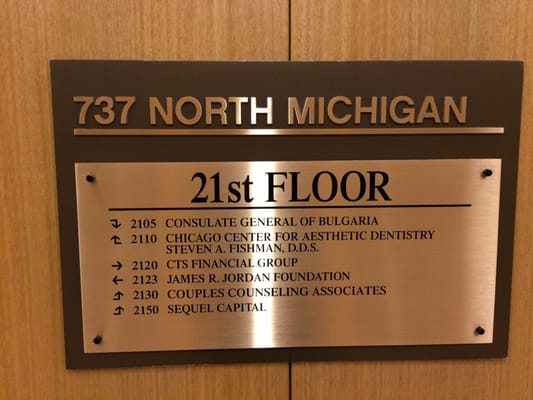 737 NORTH MICHIGAN
21st FLOOR
↴ 2105 CONSULATE GENERAL OF BULGARIA
↰ 2110 CHICAGO CENTER FOR AESTHETIC DENTISTRY
STEVEN A. FISHMAN, D.D.S.
→ 2120 CTS FINANCIAL GROUP
← 2123 JAMES R. JORDAN FOUNDATION
↰ 2130 COUPLES COUNSELING ASSOCIATES
↰ 2150 SEQUEL CAPITAL